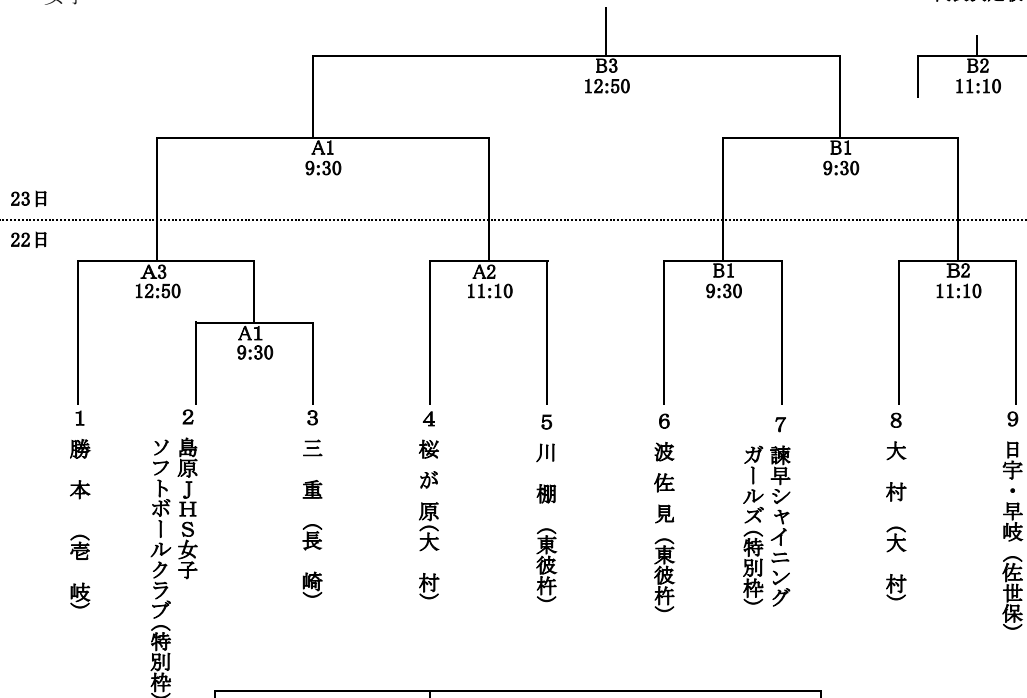 B3
12:50
B2
11:10
A1
9:30
B1
9:30
23日
22日
A3
12:50
A2
11:10
B1
9:30
B2
11:10
A1
9:30
1
勝本(壱岐)
2
島原JHS女子
ソフトボールクラブ(特別枠)
3
三重(長崎)
4
桜が原(大村)
5
川棚(東彼杵)
6
波佐見(東彼杵)
7
諫早シャイニング
ガールズ(特別枠)
8
大村(大村)
9
日宇・早岐(佐世保)